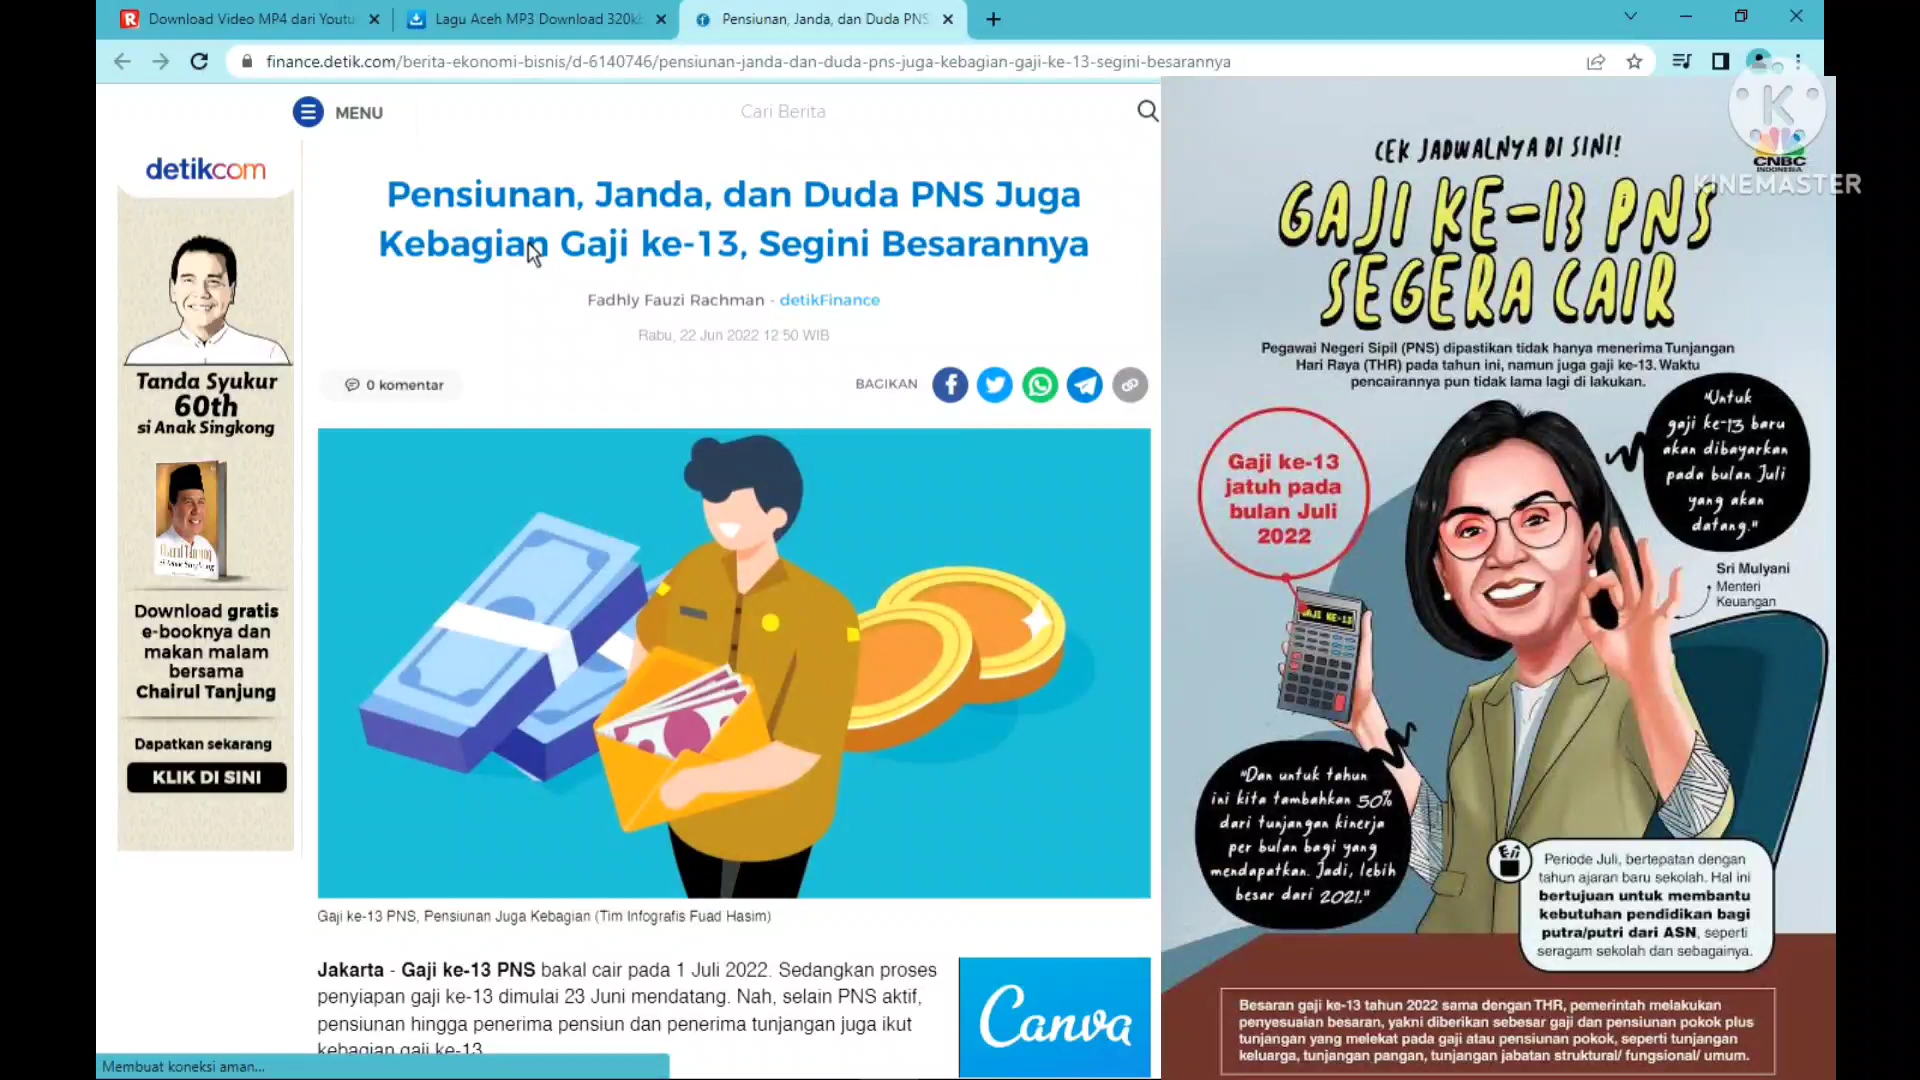 Download Video MP4 dari Youtu
Lagu Aceh MP3 Download 320k
Pensiunan, Janda, dan Duda PNS
finance.detik.com/berita-ekonomi-bisnis/d-6140746/pensiunan-janda-dan-duda-pns-juga-kebagian-gaji-ke-13-segini-besarannya
MENU
Cari Berita
detikcom
Tanda Syukur
60th
si Anak Singkong
Download gratis
e-booknya dan
makan malam
bersama
Chairul Tanjung
Dapatkan sekarang
KLIK DI SINI
Pensiunan, Janda, dan Duda PNS Juga
Kebagian Gaji ke-13, Segini Besarannya
Fadhly Fauzi Rachman - detikFinance
Rabu, 22 Jun 2022 12:50 WIB
0 komentar
BAGIKAN
Gaji ke-13 PNS, Pensiunan Juga Kebagian (Tim Infografis Fuad Hasim)
Jakarta - Gaji ke-13 PNS bakal cair pada 1 Juli 2022. Sedangkan proses
penyiapan gaji ke-13 dimulai 23 Juni mendatang. Nah, selain PNS aktif,
pensiunan hingga penerima pensiun dan penerima tunjangan juga ikut
kebagian gaji ke-13
Canva
Membuat koneksi aman...
K
KINEMASTER
CNBC
INDONESIA
CEK JADWALNYA DI SINI!
GAJI KE-13 PNS
SEGERA CAIR
Pegawai Negeri Sipil (PNS) dipastikan tidak hanya menerima Tunjangan
Hari Raya (THR) pada tahun ini, namun juga gaji ke-13. Waktu
pencairannya pun tidak lama lagi di lakukan.
"Untuk
gaji ke-13 baru
akan dibayarkan
pada bulan Juli
yang akan
datang."
Gaji ke-13
jatuh pada
bulan Juli
2022
Sri Mulyani
Menteri
Keuangan
GAJI KE-13
"Dan untuk tahun
ini kita tambahkan 50%
dari tunjangan kinerja
per bulan bagi yang
mendapatkan. Jadi, lebih
besar dari 2021."
Periode Juli, bertepatan dengan
tahun ajaran baru sekolah. Hal ini
bertujuan untuk membantu
kebutuhan pendidikan bagi
putra/putri dari ASN, seperti
seragam sekolah dan sebagainya.
Besaran gaji ke-13 tahun 2022 sama dengan THR, pemerintah melakukan
penyesuaian besaran, yakni diberikan sebesar gaji dan pensiunan pokok plus
tunjangan yang melekat pada gaji atau pensiunan pokok, seperti tunjangan
keluarga, tunjangan pangan, tunjangan jabatan struktural/ fungsional/ umum.